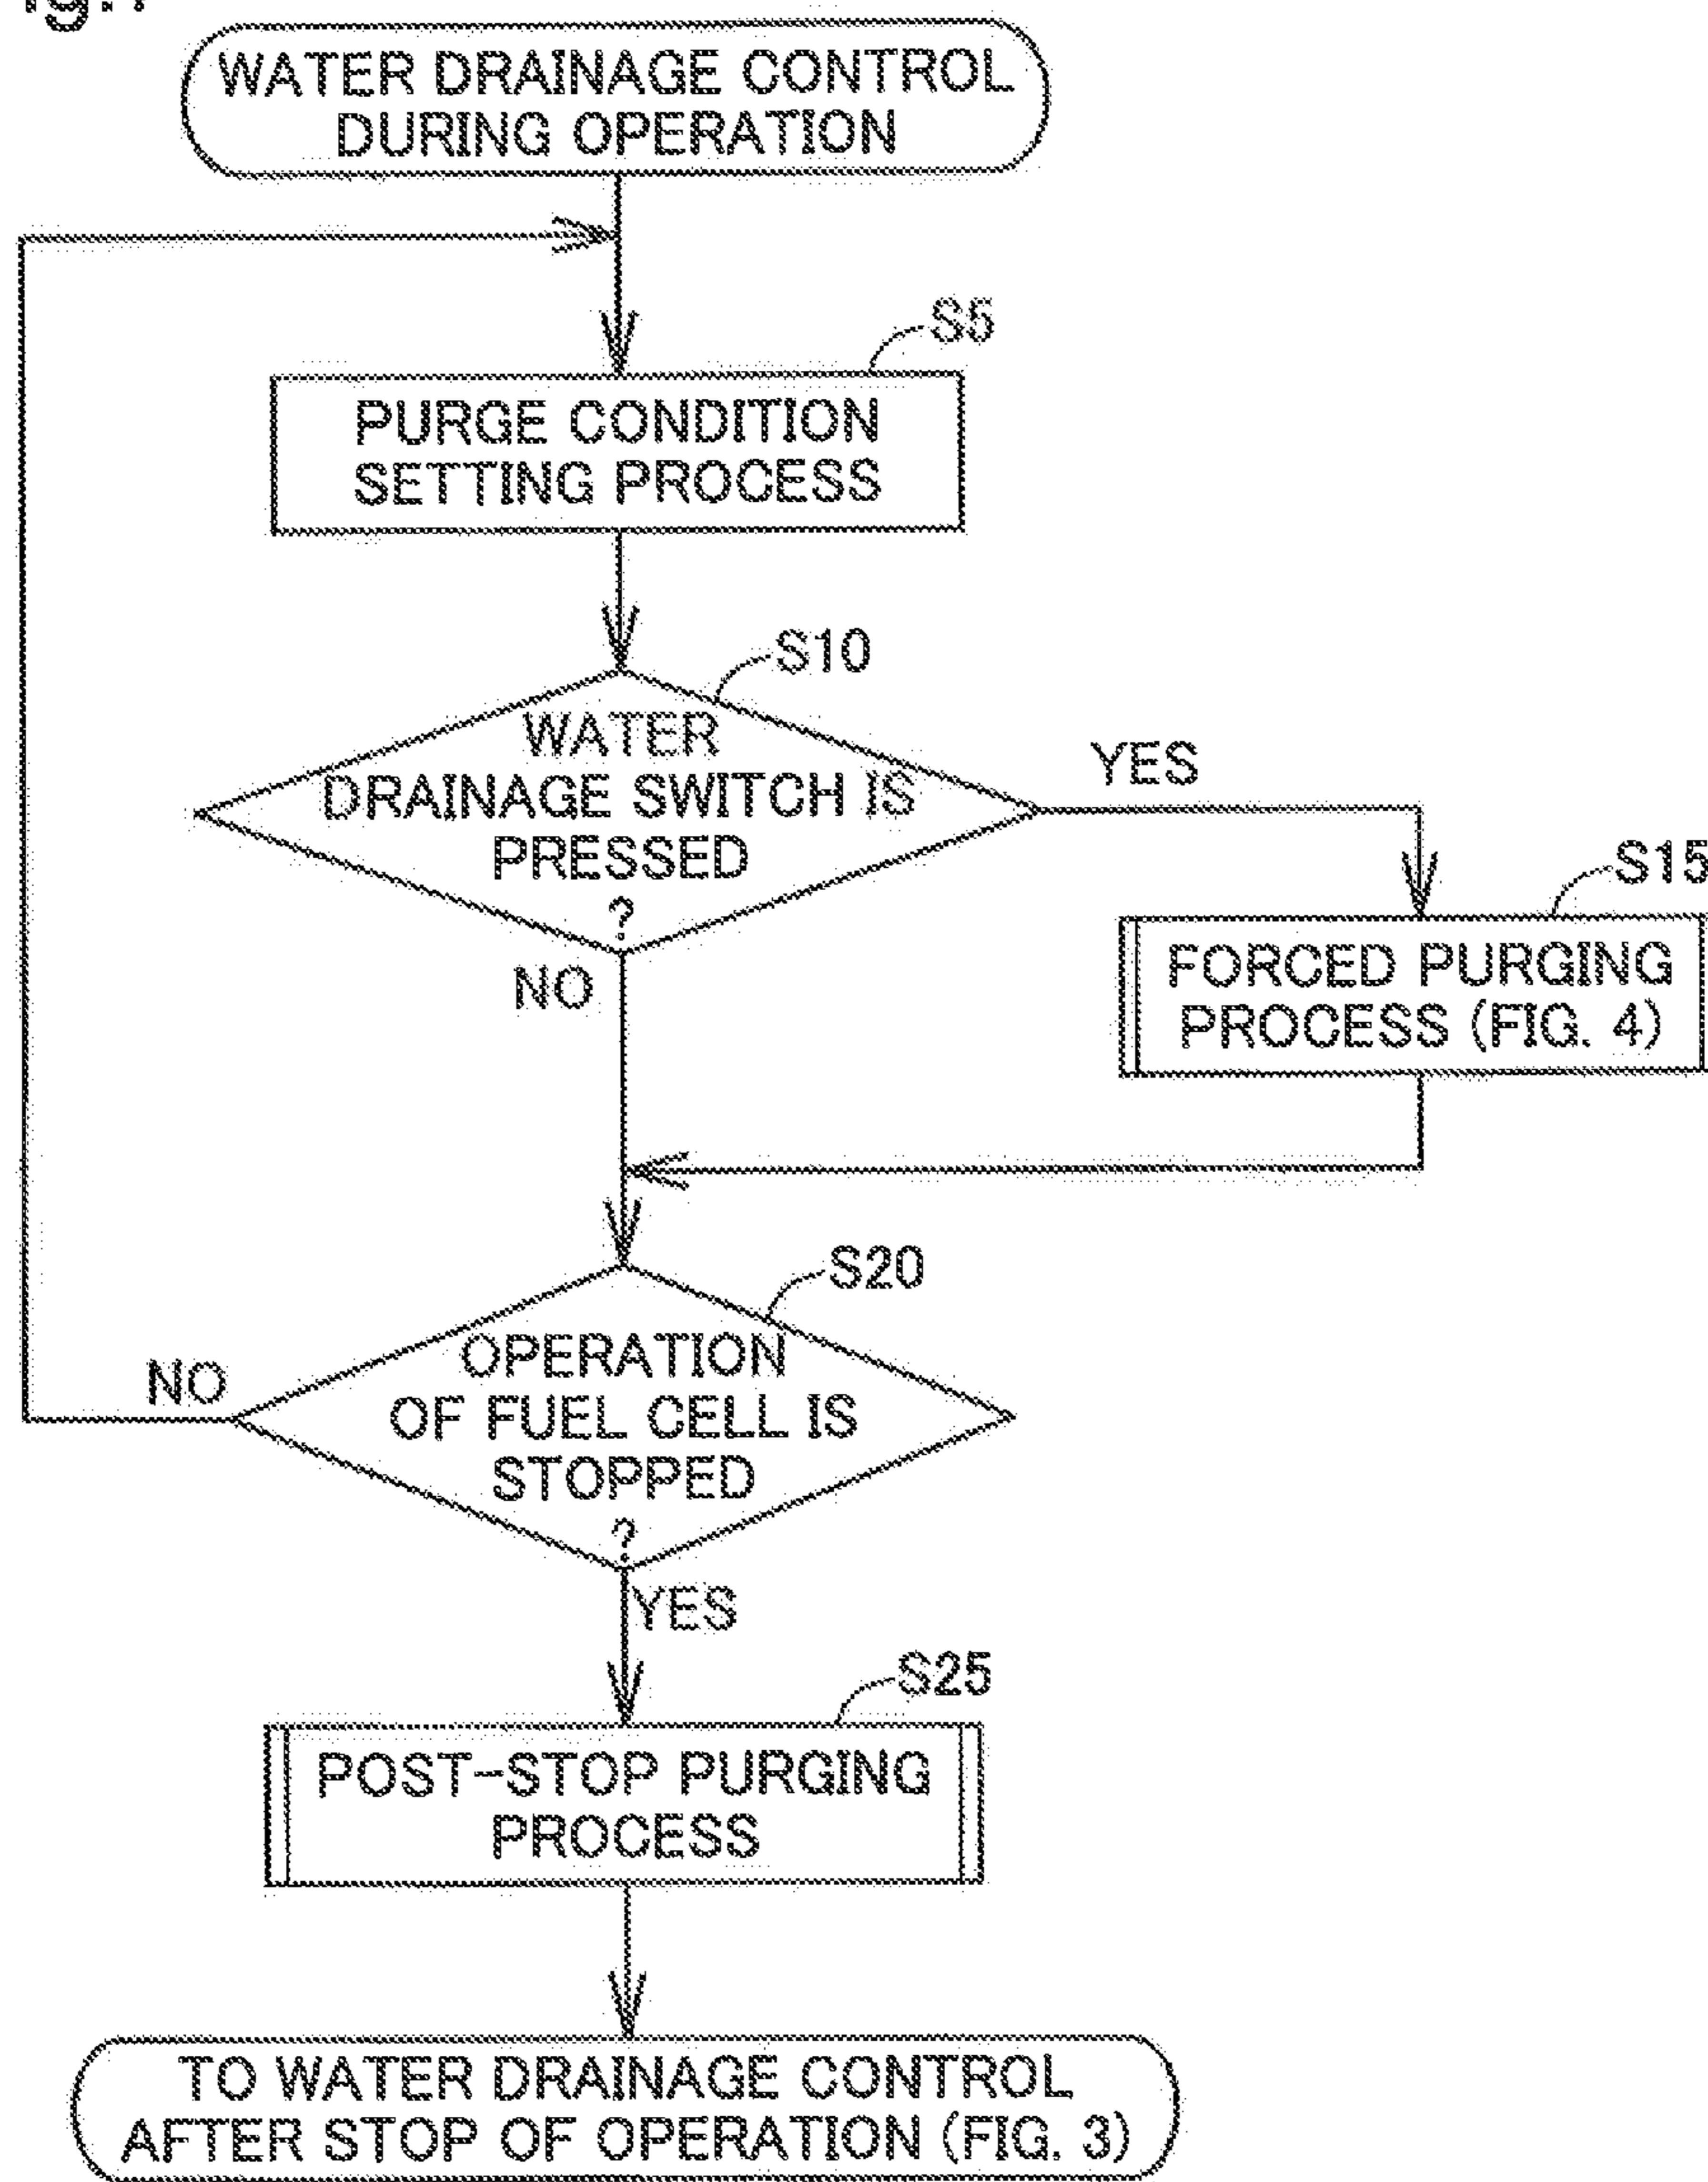 WATER DRAINAGE CONTROL
DURING OPERATION
S5
PURGE CONDITION
SETTING PROCESS
S10
WATER
DRAINAGE SWITCH IS
PRESSED
?
YES
NO
S15
FORCED PURGING
PROCESS (FIG. 4)
S20
OPERATION
OF FUEL CELL IS
STOPPED
?
NO
YES
S25
POST-STOP PURGING
PROCESS
TO WATER DRAINAGE CONTROL
AFTER STOP OF OPERATION (FIG. 3)